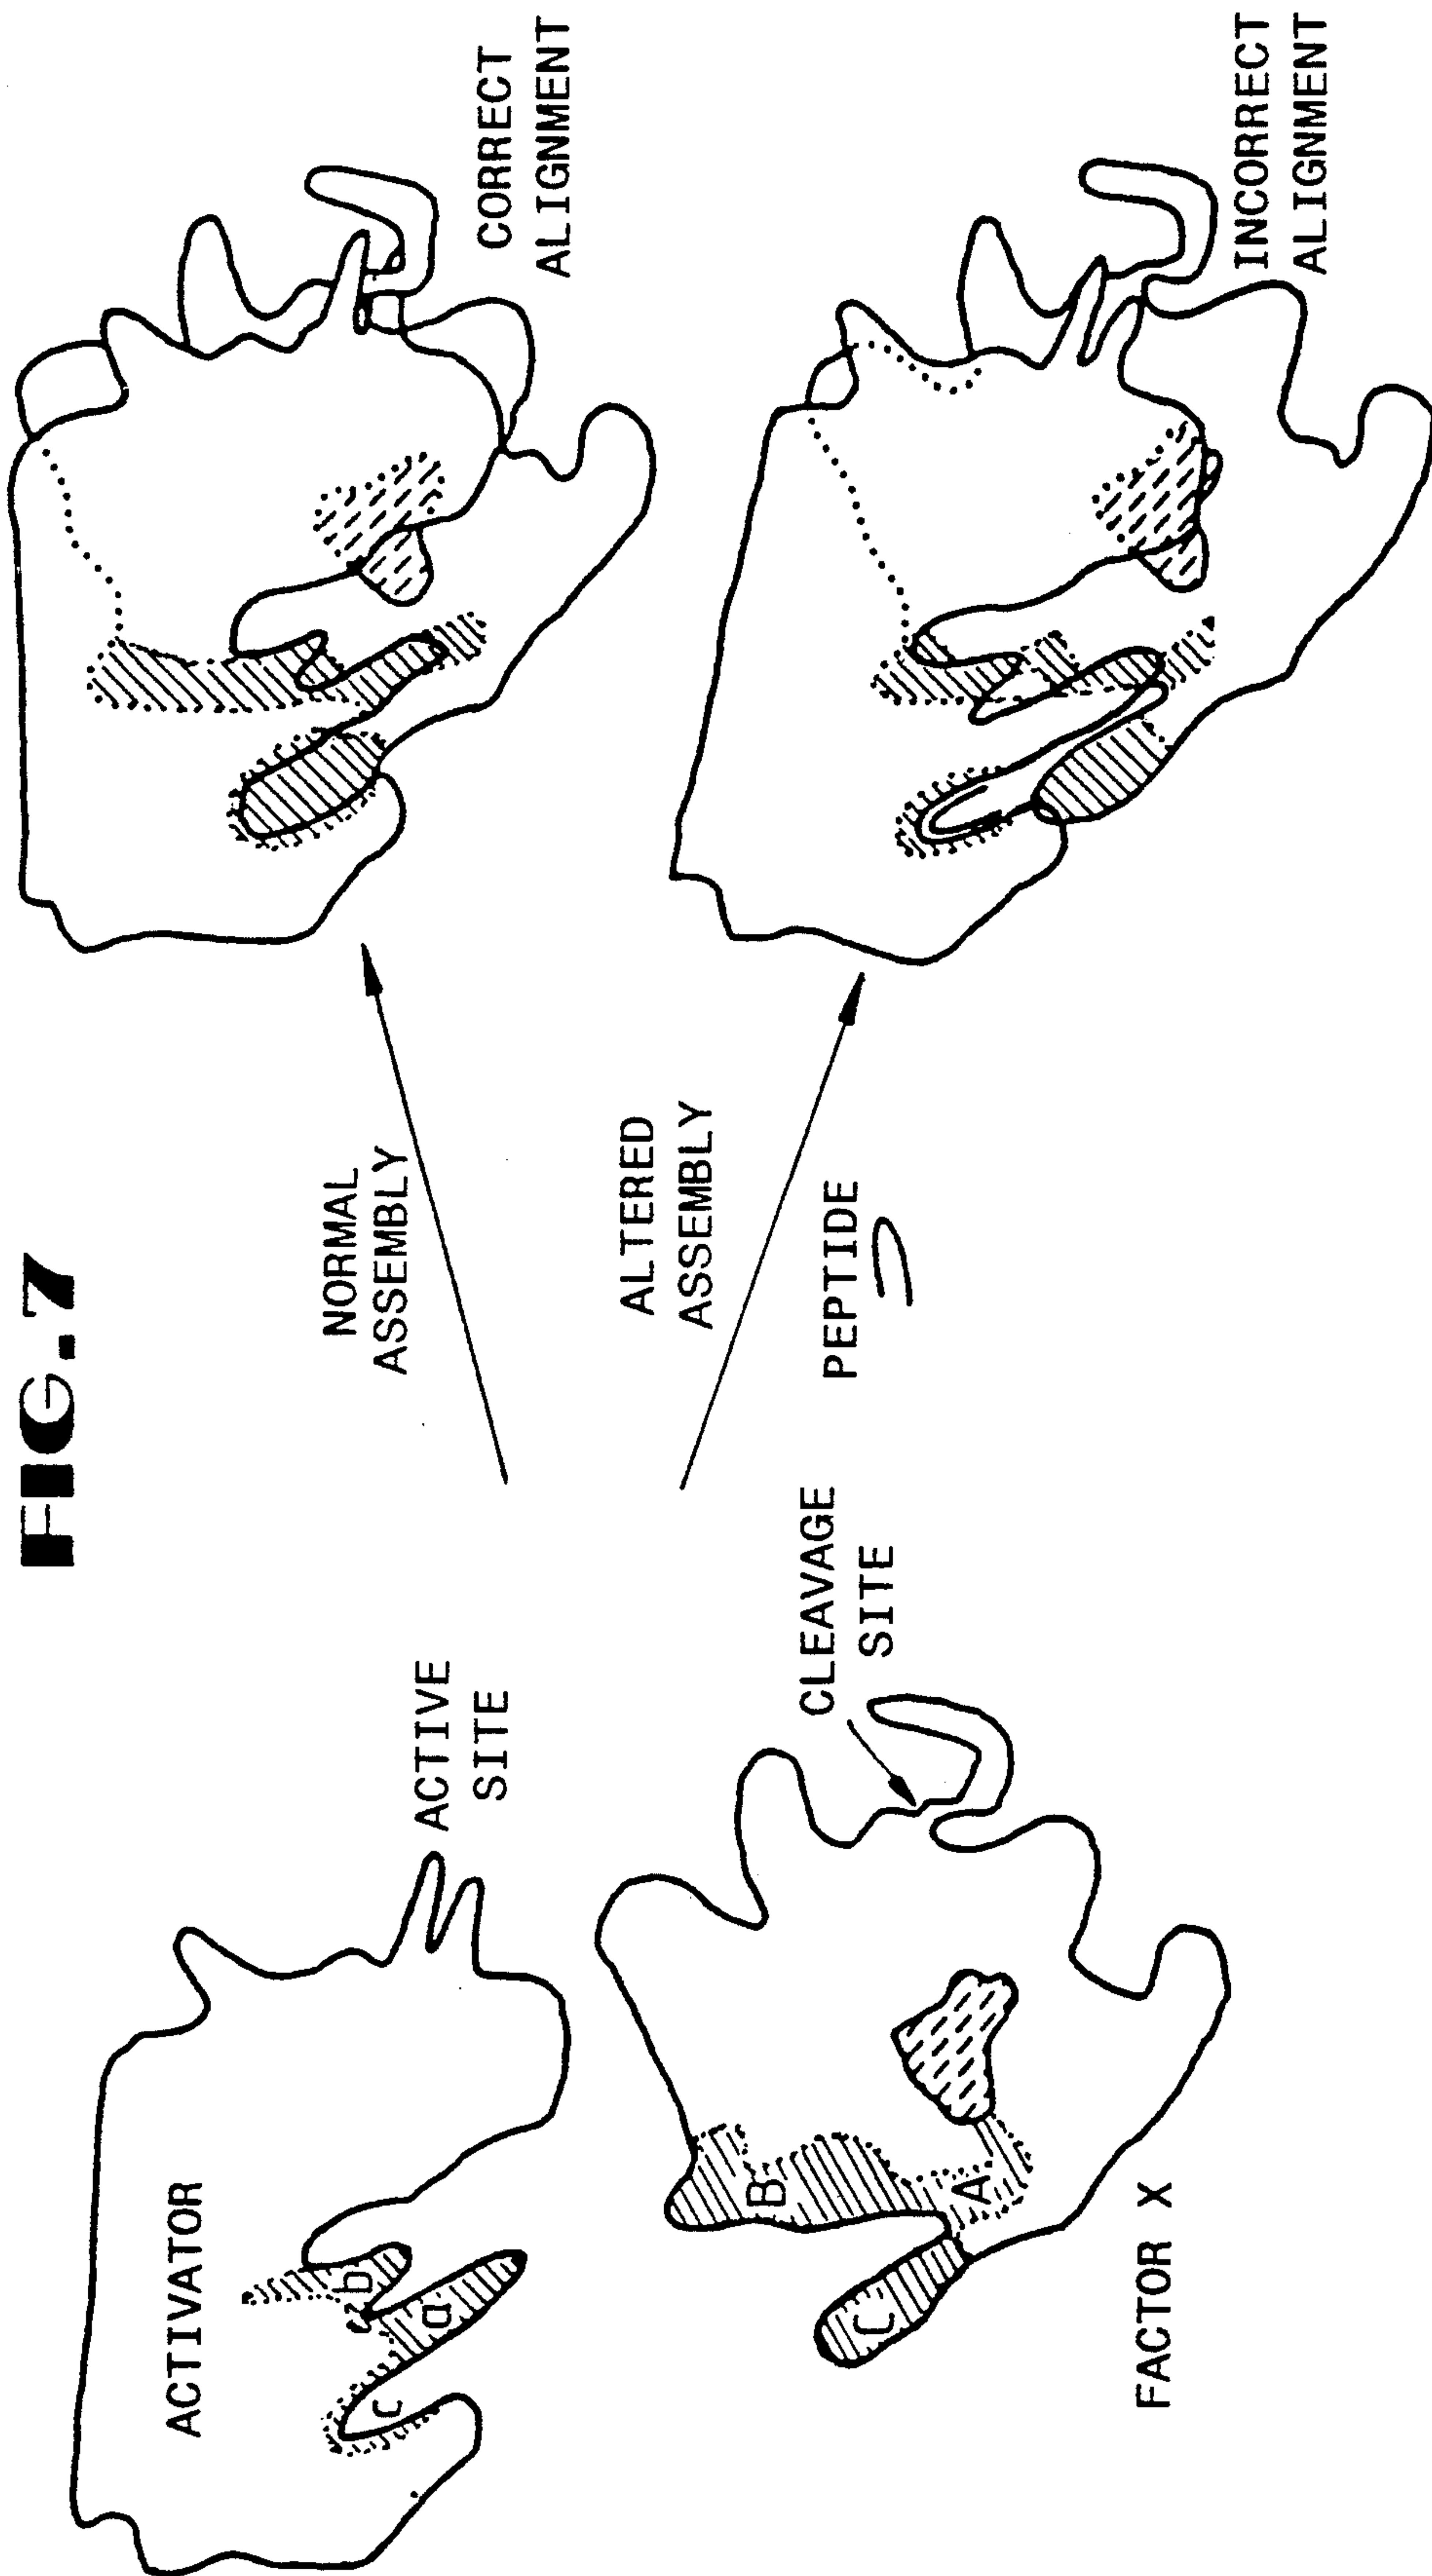 FIG.7
ACTIVATOR
c
a
b
ACTIVE
SITE
C
B
A
FACTOR X
CLEAVAGE
SITE
NORMAL
ASSEMBLY
ALTERED
ASSEMBLY
PEPTIDE
CORRECT
ALIGNMENT
INCORRECT
ALIGNMENT